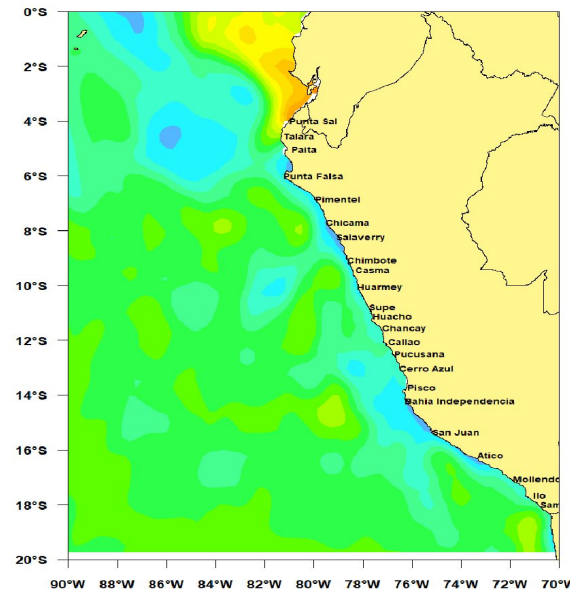 0°S
2°S
4°S
6°S
8°S
10°S
12°S
14°S
16°S
18°S
20°S
Punta Sal
Talara
Paita
Punta Falsa
Pimentel
Chicama
Salaverry
Chimbote
Casma
Huarmey
Supe
Huacho
Chancay
Callao
Pucusana
Cerro Azul
Pisco
Bahia Independencia
San Juan
Atico
Mollendo
Ilo
Sam
90°W 88°W 86°W 84°W 82°W 80°W 78°W 76°W 74°W 72°W 70°W